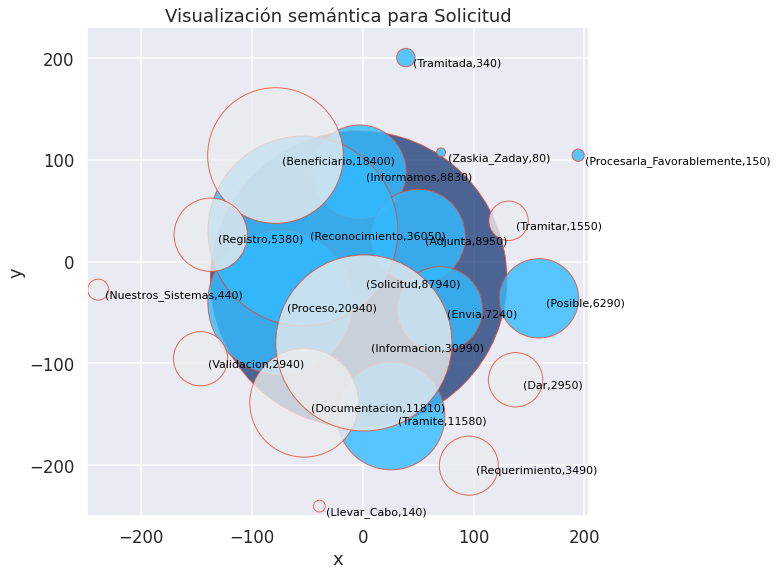 Visualización semántica para Solicitud
200
(Tramitada,340)
100
(Beneficiario,18400)
(Zaskia_Zaday,80)
(Procesarla_Favorablemente,150)
(Informamos,8830)
(Tramitar,1550)
(Registro,5380)
(Reconocimiento,36050)
(Adjunta,8950)
y
0
(Solicitud,87940)
(Nuestros_Sistemas,440)
(Proceso,20940)
(Envia,7240)
(Posible,6290)
(Informacion,30990)
−100
(Validacion,2940)
(Dar,2950)
(Documentacion,11810)
(Tramite,11580)
−200
(Requerimiento,3490)
(Llevar_Cabo,140)
−200 −100 0 100 200
x